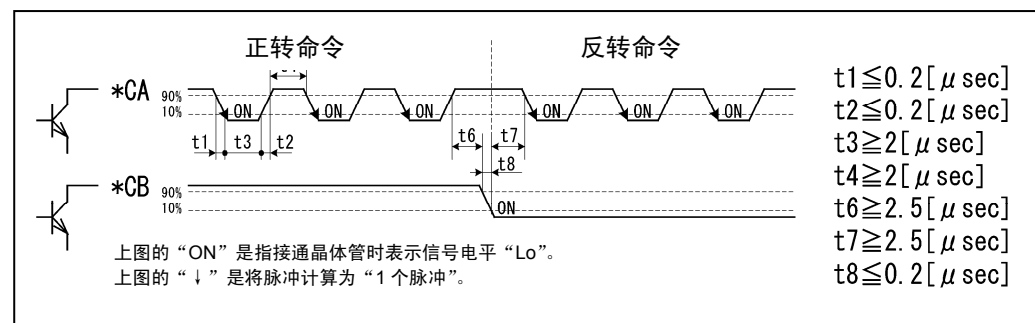 正转命令 反转命令
*CA 90% 10% ON ON ON ON ON ON
t1 t3 t2 t6 t7
t8
*CB 90% 10% ON
上图的“ON”是指接通晶体管时表示信号电平“Lo”。
上图的“↓”是将脉冲计算为“1个脉冲”。
t1≦0.2[μsec]
t2≦0.2[μsec]
t3≧2[μsec]
t4≧2[μsec]
t6≧2.5[μsec]
t7≧2.5[μsec]
t8≦0.2[μsec]